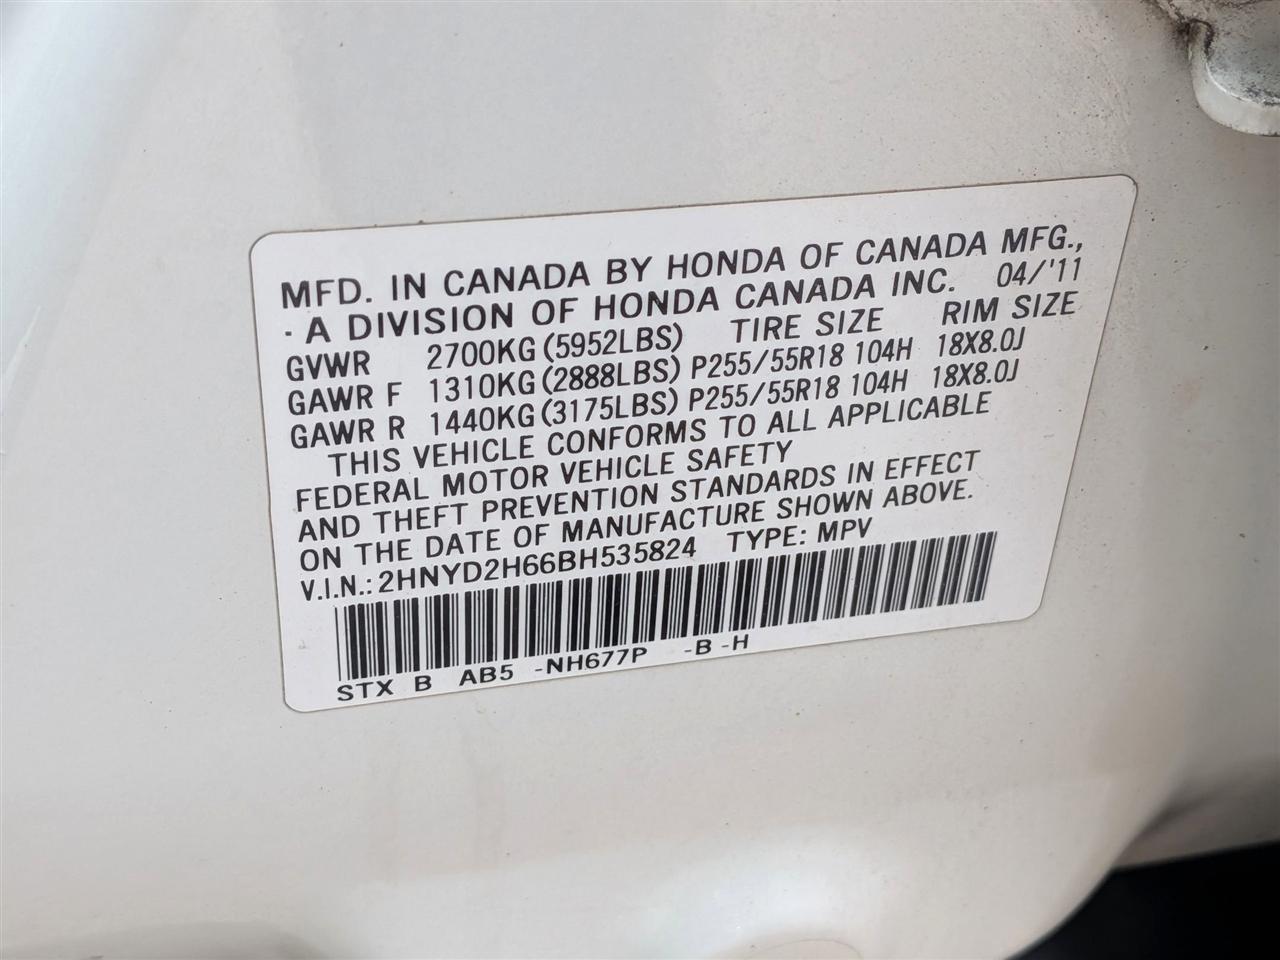 MFD. IN CANADA BY HONDA OF CANADA MFG.,
· A DIVISION OF HONDA CANADA INC. 04/'11
GVWR 2700KG (5952LBS) TIRE SIZE RIM SIZE
GAWR F 1310KG (2888LBS) P255/55R18 104H 18X8.0J
GAWR R 1440KG (3175LBS) P255/55R18 104H 18X8.0J
THIS VEHICLE CONFORMS TO ALL APPLICABLE
FEDERAL MOTOR VEHICLE SAFETY
AND THEFT PREVENTION STANDARDS IN EFFECT
ON THE DATE OF MANUFACTURE SHOWN ABOVE.
V.I.N.: 2HNYD2H66BH535824 TYPE: MPV
STX B AB5 -NH677P -B -H